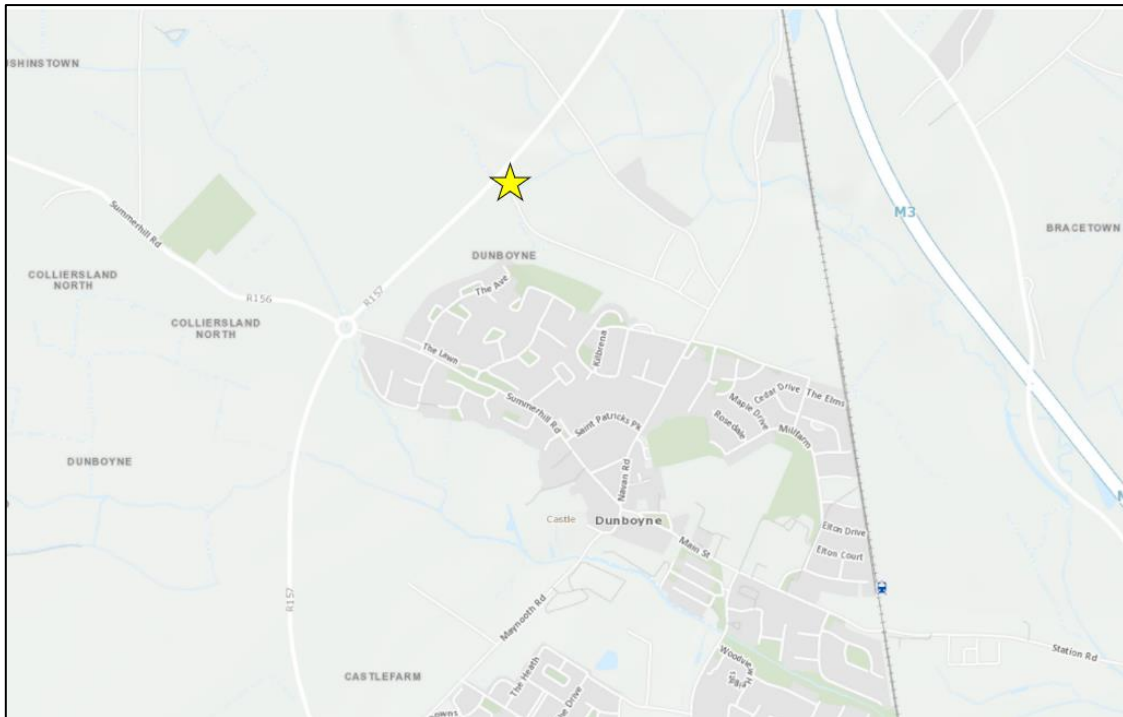 USHINSTOWN
M3
BRACETOWN
Summerhill Rd
DUNBOYNE
COLLIERSLAND
NORTH
R157
The Ave
R156
COLLIERSLAND
NORTH
Kilbrena
The Lawn
Cedar Drive
The Elms
Maple Drive
Summerhill Rd
Rosedale
Saint Patricks Pk
Millfarm
DUNBOYNE
Navan Rd
Castle
Dunboyne
Main St
Elton Drive
Elton Court
R157
Maynooth Rd
Station Rd
CASTLEFARM
The Heath